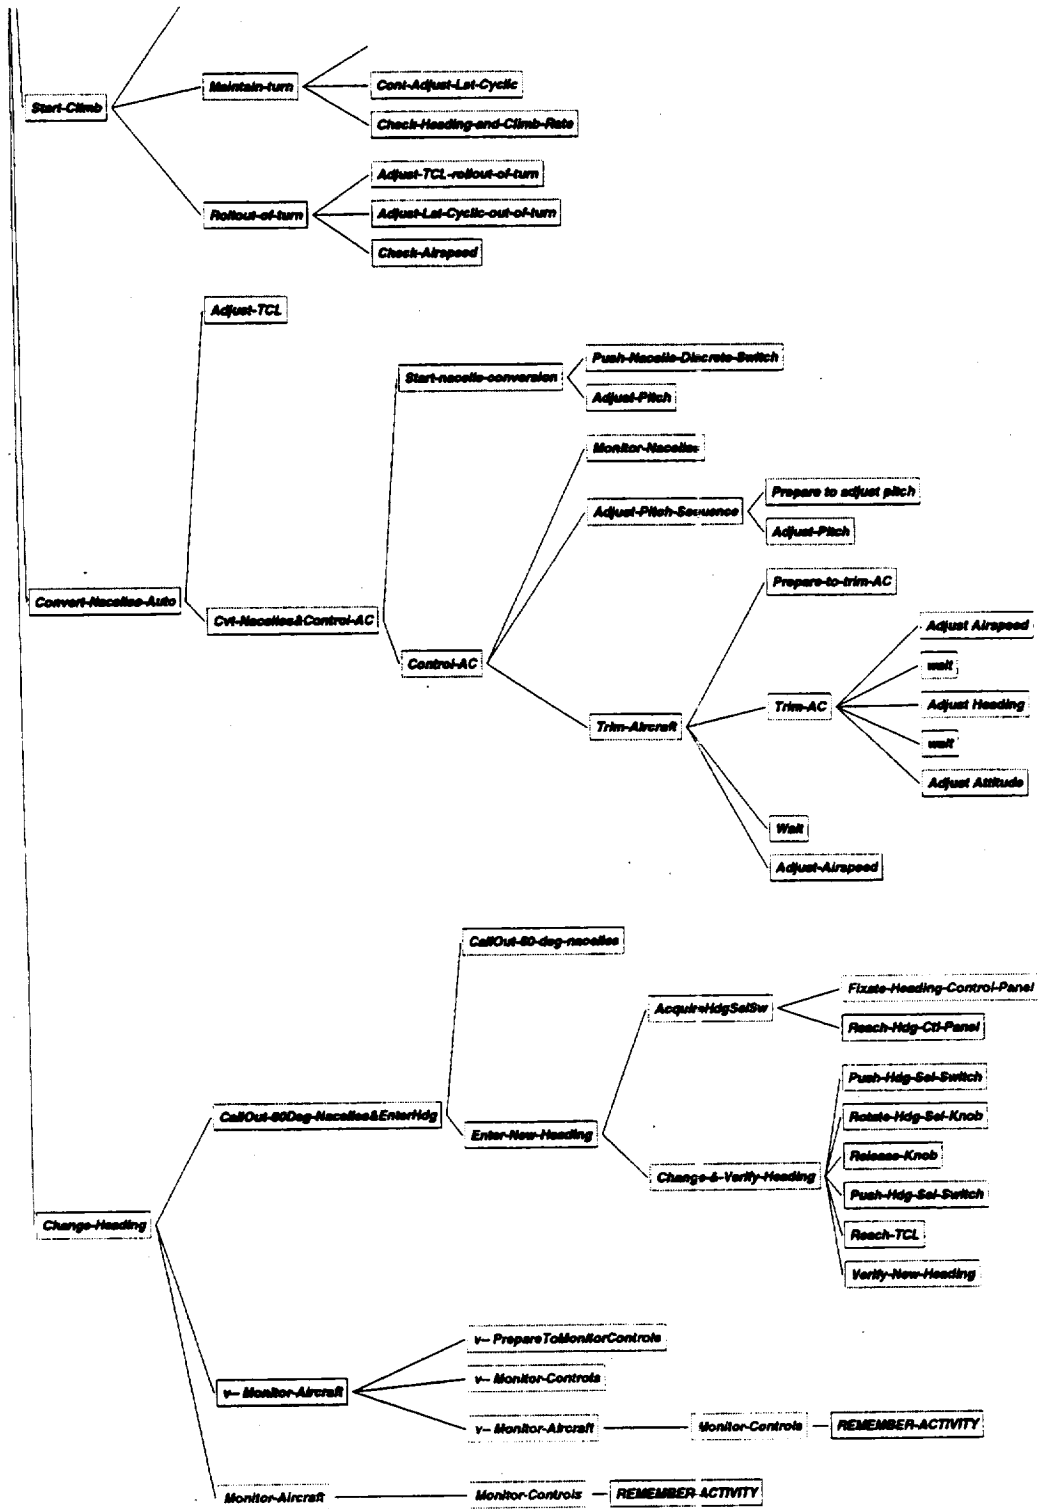 Start-Climb
Maintain-turn
Cont-Adjust-Lat-Cyclic
Check-Heading-and-Climb-Rate
Rollout-of-turn
Adjust-TCL-rollout-of-turn
Adjust-Lat-Cyclic-out-of-turn
Check-Airspeed
Convert-Nacelles-Auto
Adjust-TCL
Cvt-Nacelles&Control-AC
Start-nacelle-conversion
Push-Nacelle-Discrete-Switch
Adjust-Pitch
Control-AC
Monitor-Nacelles
Adjust-Pitch-Sequence
Prepare to adjust pitch
Adjust-Pitch
Trim-Aircraft
Prepare-to-trim-AC
Trim-AC
Adjust Airspeed
wait
Adjust Heading
wait
Adjust Attitude
Wait
Adjust-Airspeed
Change-Heading
CallOut-60Deg-Nacelles&EnterHdg
CallOut-60-deg-nacelles
Enter-New-Heading
AcquireHdgSelSw
Fixate-Heading-Control-Panel
Reach-Hdg-Ctl-Panel
Change-&-Verify-Heading
Push-Hdg-Sel-Switch
Rotate-Hdg-Sel-Knob
Release-Knob
Push-Hdg-Sel-Switch
Reach-TCL
Verify-New-Heading
v-- Monitor-Aircraft
v-- PrepareToMonitorControls
v-- Monitor-Controls
v-- Monitor-Aircraft
Monitor-Controls
REMEMBER-ACTIVITY
Monitor-Aircraft
Monitor-Controls
REMEMBER-ACTIVITY